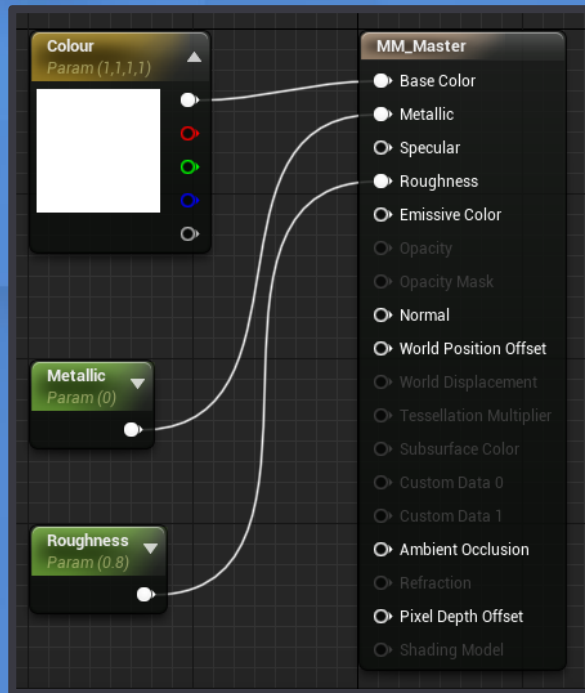 Colour
Param (1,1,1,1)
Metallic
Param (0)
Roughness
Param (0.8)
MM_Master
Base Color
Metallic
Specular
Roughness
Emissive Color
Opacity
Opacity Mask
Normal
World Position Offset
World Displacement
Tessellation Multiplier
Subsurface Color
Custom Data 0
Custom Data 1
Ambient Occlusion
Refraction
Pixel Depth Offset
Shading Model